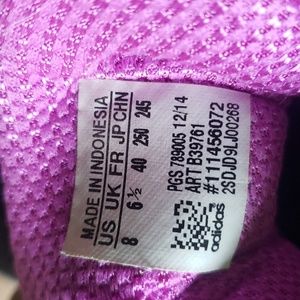 MADE IN INDONESIA
US UK FR JP CHN
8 6½ 40 250 245
PGS 789005 12/14
ART B39761
#111456072
2SDJD9LJ00268
adidas